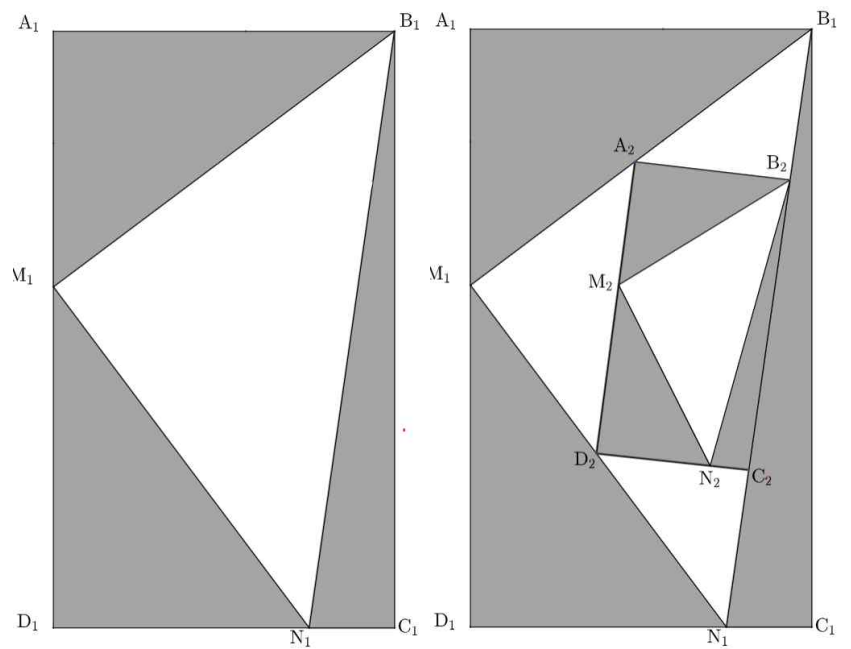 A₁ B₁
M₁
D₁ N₁ C₁
A₁ B₁
A₂ B₂
M₁ M₂
D₂ N₂ C₂
D₁ N₁ C₁